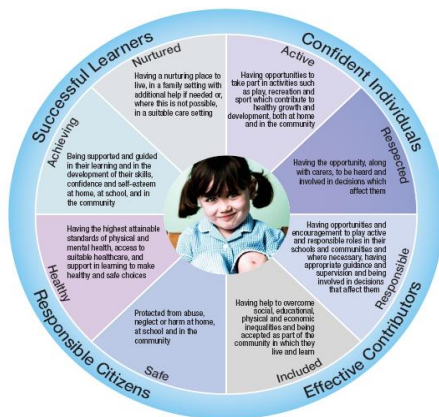 Successful Learners
Confident Individuals
Nurtured
Having a nurturing place to
live, in a family setting with
additional help if needed or,
where this is not possible,
in a suitable care setting
Active
Having opportunities to
take part in activities such
as play, recreation and
sport which contribute to
healthy growth and
development, both at home
and in the community
Achieving
Being supported and guided
in their learning and in
the development of their skills,
confidence and self-esteem
at home, at school, and in
the community
Respected
Having the opportunity, along
with carers, to be heard and
involved in decisions which
affect them
Healthy
Having the highest attainable
standards of physical and
mental health, access to
suitable healthcare, and
support in learning to make
healthy and safe choices
Responsible
Having opportunities and
encouragement to play active
and responsible roles in their
schools and communities and
where necessary, having
appropriate guidance and
supervision and being
involved in decisions
that affect them
Safe
Protected from abuse,
neglect or harm at home,
at school and in the
community
Included
Having help to overcome
social, educational,
physical and economic
inequalities and being
accepted as part of the
community in which they
live and learn
Responsible Citizens
Effective Contributors